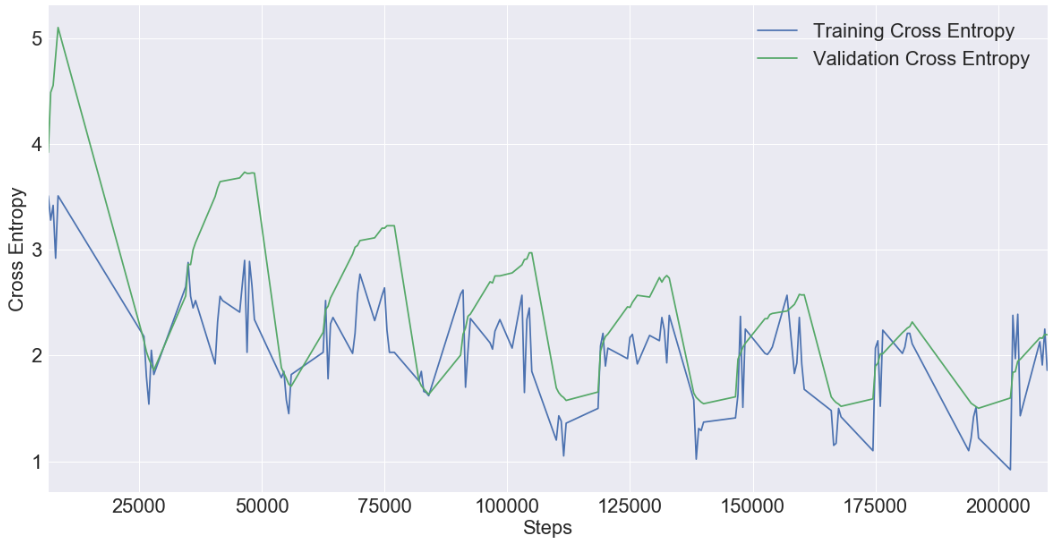 Training Cross Entropy
Validation Cross Entropy
5
4
3
2
1
Cross Entropy
25000 50000 75000 100000 125000 150000 175000 200000
Steps